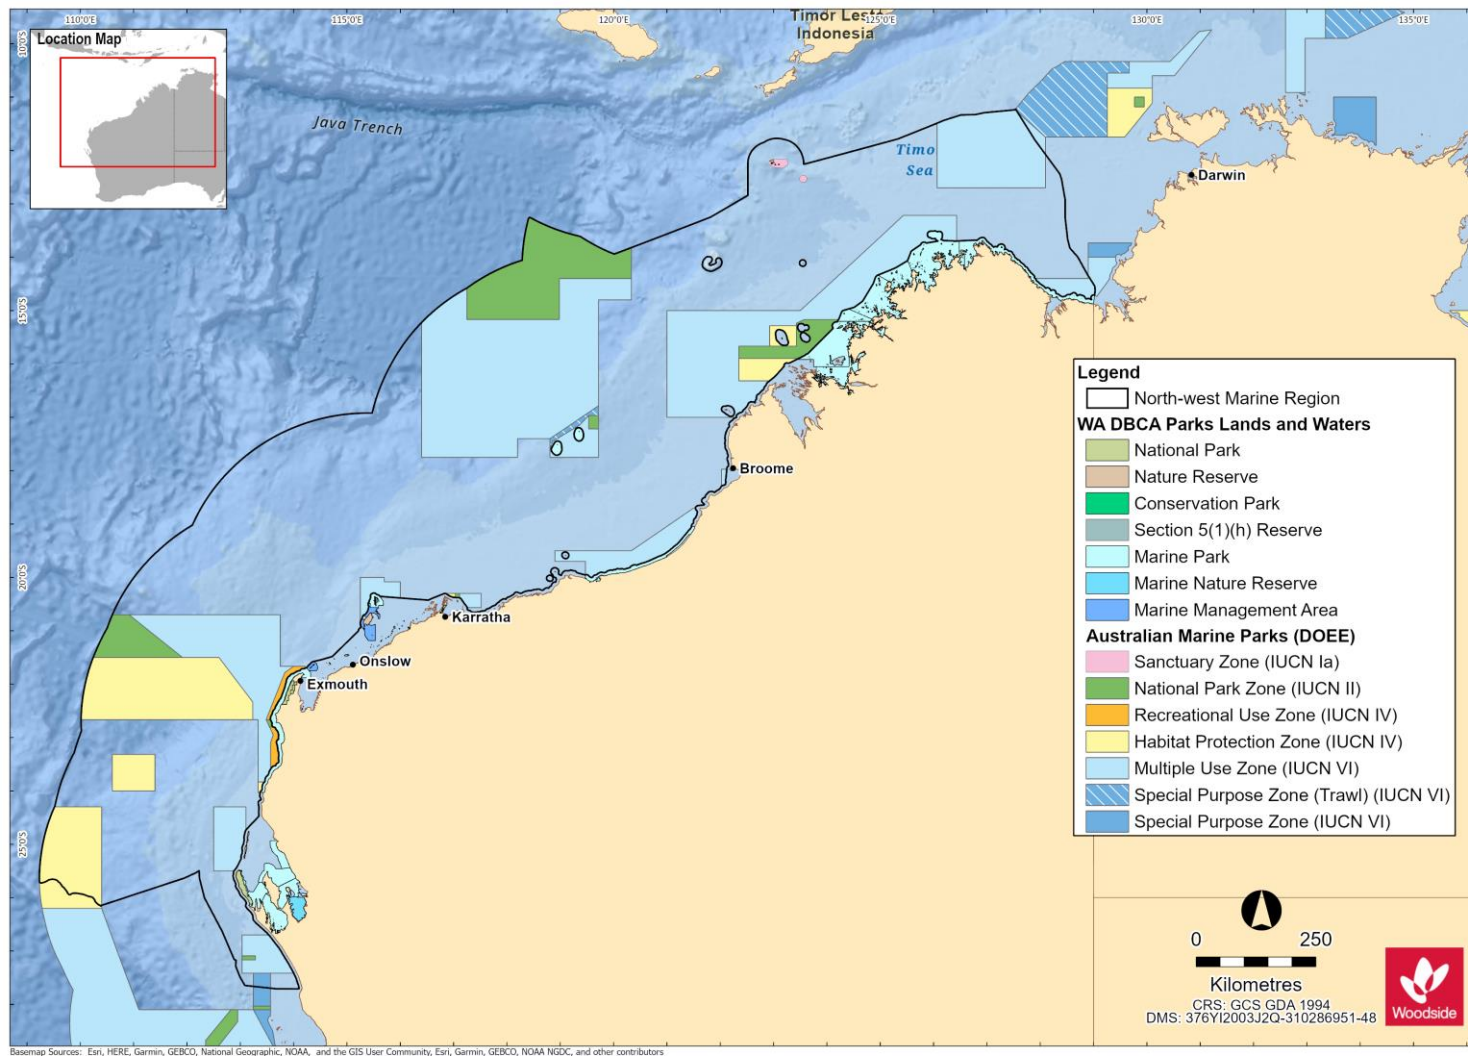 110°0'E
115°0'E
120°0'E
125°0'E
130°0'E
135°0'E
10°0'S
15°0'S
20°0'S
25°0'S
Location Map
Timor Leste
Indonesia
Java Trench
Timo
Sea
Darwin
Broome
Karratha
Onslow
Exmouth
Legend
North-west Marine Region
WA DBCA Parks Lands and Waters
National Park
Nature Reserve
Conservation Park
Section 5(1)(h) Reserve
Marine Park
Marine Nature Reserve
Marine Management Area
Australian Marine Parks (DOEE)
Sanctuary Zone (IUCN Ia)
National Park Zone (IUCN II)
Recreational Use Zone (IUCN IV)
Habitat Protection Zone (IUCN IV)
Multiple Use Zone (IUCN VI)
Special Purpose Zone (Trawl) (IUCN VI)
Special Purpose Zone (IUCN VI)
0 250
Kilometres
CRS: GCS GDA 1994
DMS: 376YI2003J2Q-310286951-48
Woodside
Basemap Sources: Esri, HERE, Garmin, GEBCO, National Geographic, NOAA, and the GIS User Community, Esri, Garmin, GEBCO, NOAA NGDC, and other contributors